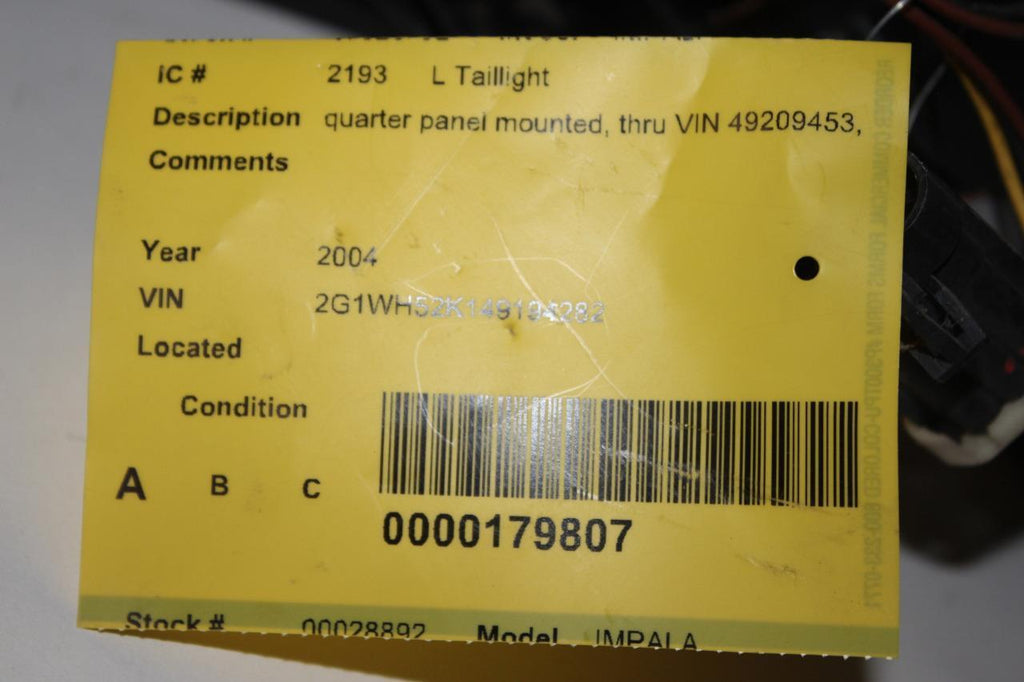 IC # 2193 L Taillight
Description quarter panel mounted, thru VIN 49209453,
Comments
Year 2004
VIN 2G1WH52K149194282
Located
Condition
A B C
0000179807
Stock # 00028892 Model IMPALA